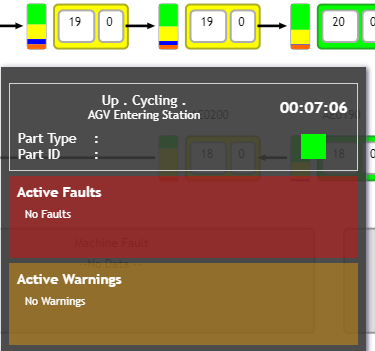 19 0
19 0
20 0
Up . Cycling .
AGV Entering Station
00:07:06
Part Type :
Part ID :
18 0
18 0
Active Faults
No Faults
Machine Fault
No Data --
Active Warnings
No Warnings